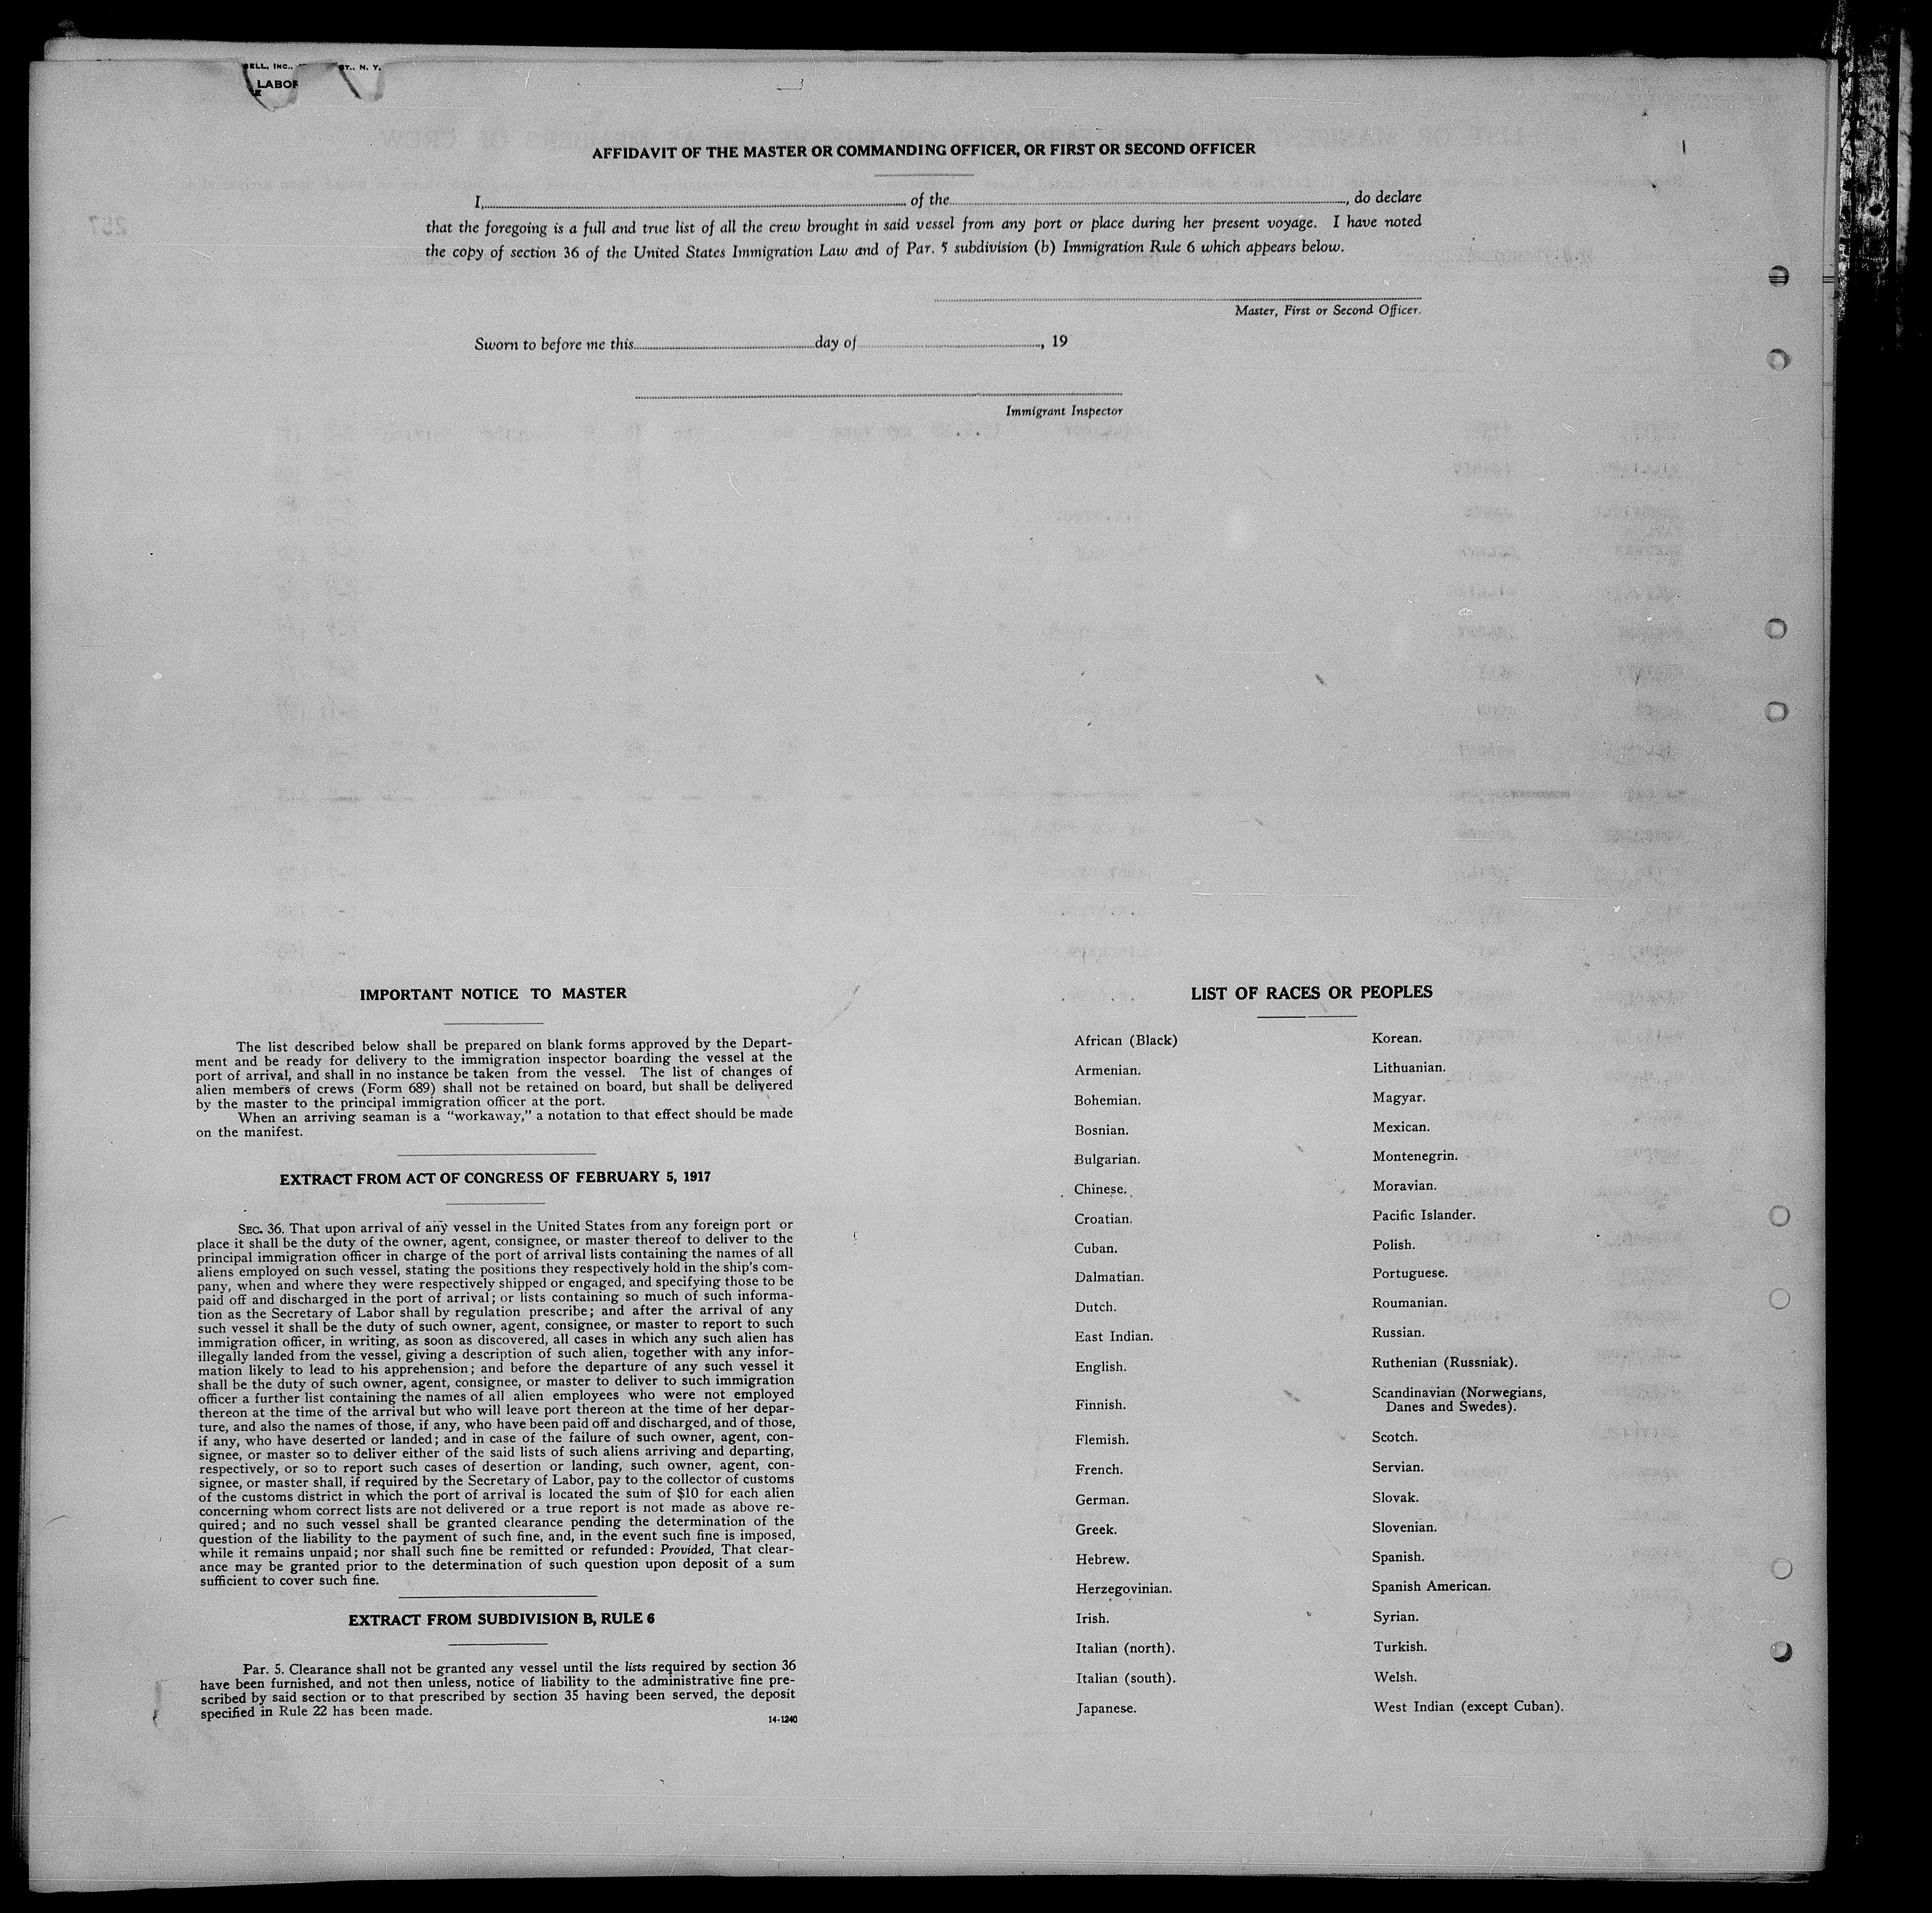 SELL, INC., ST., N. Y.
LABOR
AFFIDAVIT OF THE MASTER OR COMMANDING OFFICER, OR FIRST OR SECOND OFFICER
I, of the , do declare
that the foregoing is a full and true list of all the crew brought in said vessel from any port or place during her present voyage. I have noted
the copy of section 36 of the United States Immigration Law and of Par. 5 subdivision (b) Immigration Rule 6 which appears below.
Master, First or Second Officer.
Sworn to before me this day of , 19
Immigrant Inspector
IMPORTANT NOTICE TO MASTER
The list described below shall be prepared on blank forms approved by the Depart-
ment and be ready for delivery to the immigration inspector boarding the vessel at the
port of arrival, and shall in no instance be taken from the vessel. The list of changes of
alien members of crews (Form 689) shall not be retained on board, but shall be delivered
by the master to the principal immigration officer at the port.
When an arriving seaman is a "workaway," a notation to that effect should be made
on the manifest.
EXTRACT FROM ACT OF CONGRESS OF FEBRUARY 5, 1917
SEC. 36. That upon arrival of any vessel in the United States from any foreign port or
place it shall be the duty of the owner, agent, consignee, or master thereof to deliver to the
principal immigration officer in charge of the port of arrival lists containing the names of all
aliens employed on such vessel, stating the positions they respectively hold in the ship's com-
pany, when and where they were respectively shipped or engaged, and specifying those to be
paid off and discharged in the port of arrival; or lists containing so much of such informa-
tion as the Secretary of Labor shall by regulation prescribe; and after the arrival of any
such vessel it shall be the duty of such owner, agent, consignee, or master to report to such
immigration officer, in writing, as soon as discovered, all cases in which any such alien has
illegally landed from the vessel, giving a description of such alien, together with any infor-
mation likely to lead to his apprehension; and before the departure of any such vessel it
shall be the duty of such owner, agent, consignee, or master to deliver to such immigration
officer a further list containing the names of all alien employees who were not employed
thereon at the time of the arrival but who will leave port thereon at the time of her depar-
ture, and also the names of those, if any, who have been paid off and discharged, and of those,
if any, who have deserted or landed; and in case of the failure of such owner, agent, con-
signee, or master so to deliver either of the said lists of such aliens arriving and departing,
respectively, or so to report such cases of desertion or landing, such owner, agent, con-
signee, or master shall, if required by the Secretary of Labor, pay to the collector of customs
of the customs district in which the port of arrival is located the sum of $10 for each alien
concerning whom correct lists are not delivered or a true report is not made as above re-
quired; and no such vessel shall be granted clearance pending the determination of the
question of the liability to the payment of such fine, and, in the event such fine is imposed,
while it remains unpaid; nor shall such fine be remitted or refunded: Provided, That clear-
ance may be granted prior to the determination of such question upon deposit of a sum
sufficient to cover such fine.
EXTRACT FROM SUBDIVISION B, RULE 6
Par. 5. Clearance shall not be granted any vessel until the lists required by section 36
have been furnished, and not then unless, notice of liability to the administrative fine pre-
scribed by said section or to that prescribed by section 35 having been served, the deposit
specified in Rule 22 has been made.
14-1240
LIST OF RACES OR PEOPLES
African (Black)
Armenian.
Bohemian.
Bosnian.
Bulgarian.
Chinese.
Croatian.
Cuban.
Dalmatian.
Dutch.
East Indian.
English.
Finnish.
Flemish.
French.
German.
Greek.
Hebrew.
Herzegovinian.
Irish.
Italian (north).
Italian (south).
Japanese.
Korean.
Lithuanian.
Magyar.
Mexican.
Montenegrin.
Moravian.
Pacific Islander.
Polish.
Portuguese.
Roumanian.
Russian.
Ruthenian (Russniak).
Scandinavian (Norwegians,
Danes and Swedes).
Scotch.
Servian.
Slovak.
Slovenian.
Spanish.
Spanish American.
Syrian.
Turkish.
Welsh.
West Indian (except Cuban).